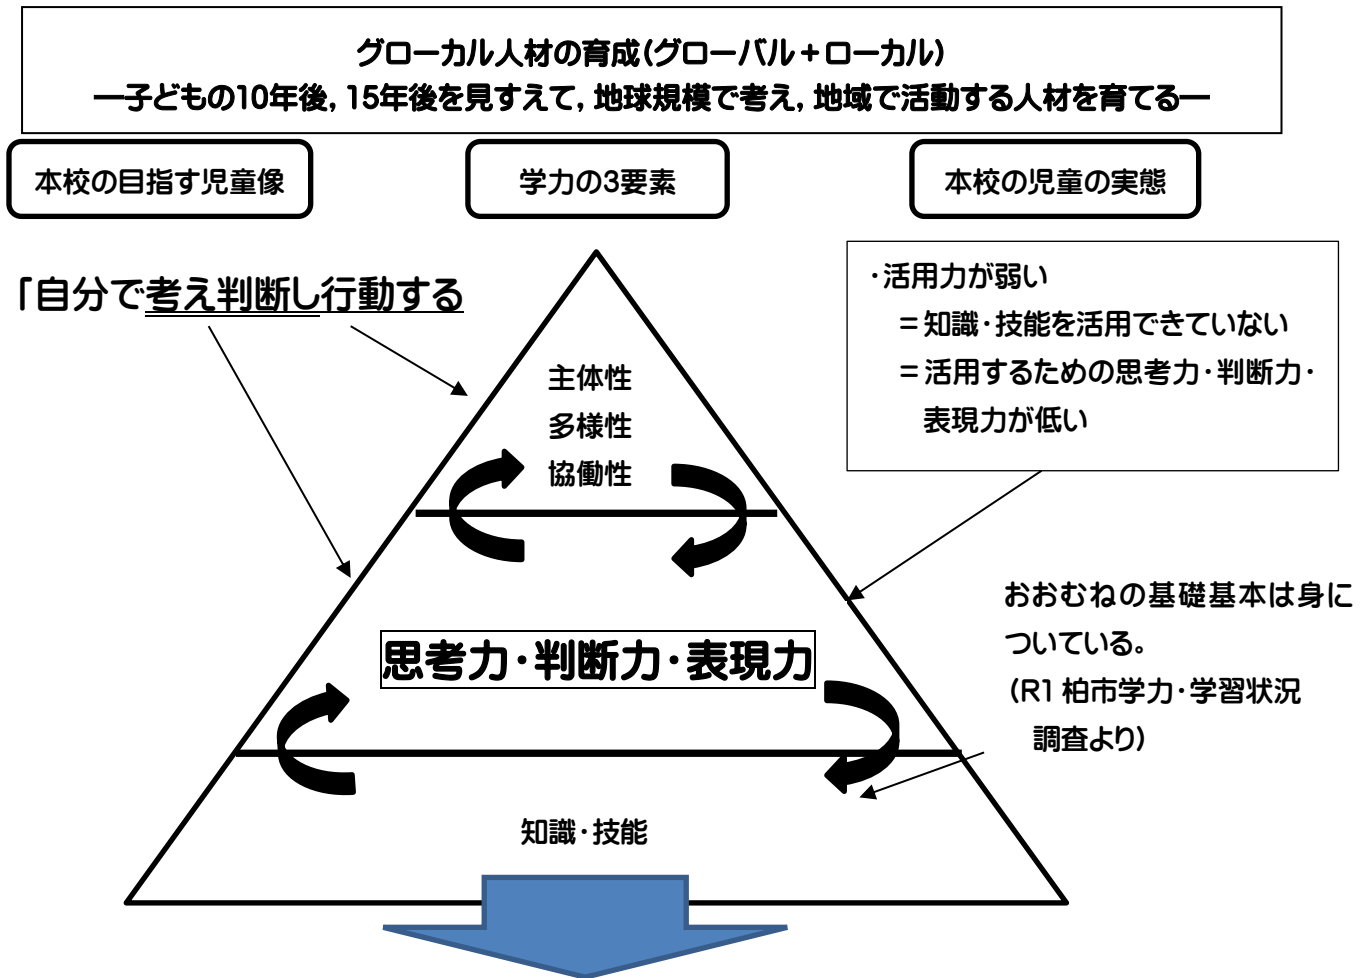 グローカル人材の育成(グローバル+ローカル)
―子どもの10年後,15年後を見すえて,地球規模で考え,地域で活動する人材を育てる―
本校の目指す児童像
学力の3要素
本校の児童の実態
「自分で考え判断し行動する
・活用力が弱い
=知識・技能を活用できていない
=活用するための思考力・判断力・
表現力が低い
主体性
多様性
協働性
おおむねの基礎基本は身に
ついている。
(R1 柏市学力・学習状況
調査より)
思考力・判断力・表現力
知識・技能